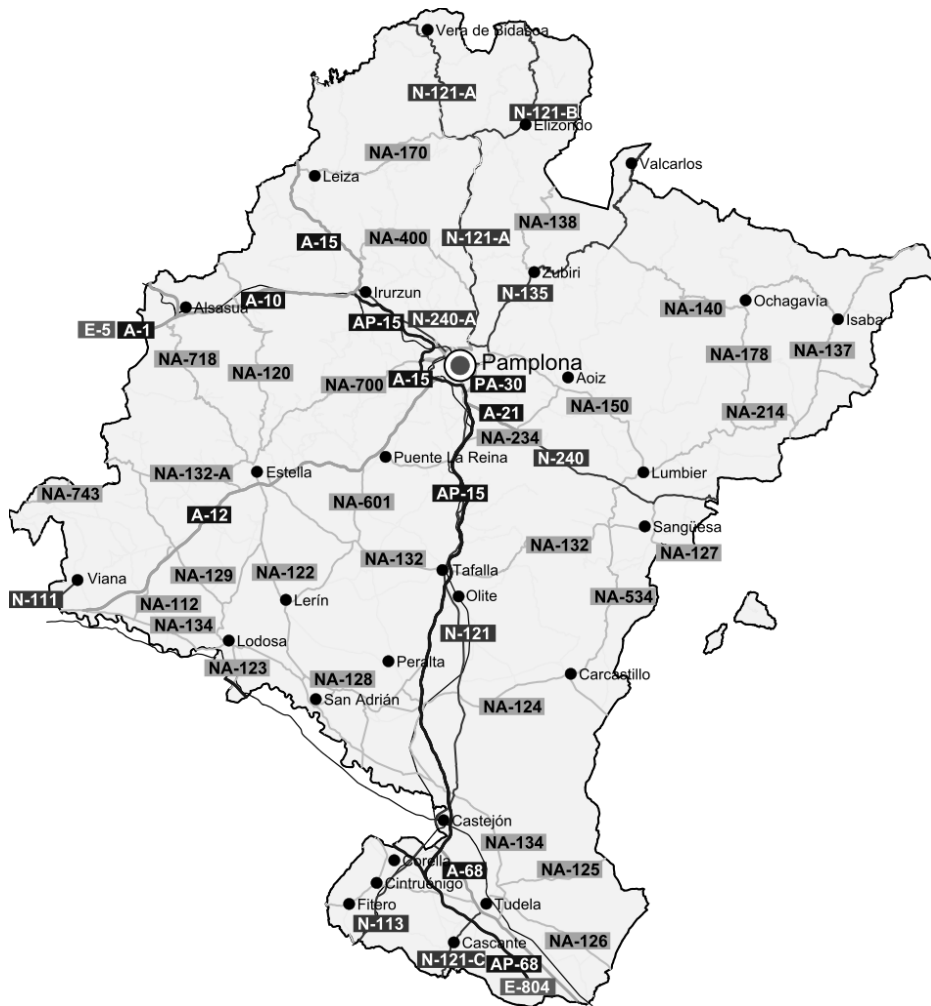 Vera de Bidasoa
N-121-A
N-121-B
Elizondo
NA-170
Valcarlos
Leiza
NA-138
A-15
NA-400
N-121-A
Zubiri
N-135
Irurzun
A-10
Alsasua
Ochagavía
NA-140
Isaba
E-5 A-1
AP-15
N-240-A
NA-718
NA-178
NA-137
NA-120
Pamplona
NA-700
A-15
PA-30
Aoiz
NA-150
A-21
NA-214
NA-234
Puente La Reina
N-240
NA-132-A
Estella
Lumbier
NA-743
AP-15
NA-601
A-12
Sangüesa
NA-132
NA-127
NA-132
Tafalla
NA-129
NA-122
Viana
N-111
NA-112
Lerín
Olite
NA-534
NA-134
N-121
Lodosa
NA-123
Peralta
NA-128
Carcastillo
San Adrián
NA-124
Castejón
NA-134
Corella
A-68
NA-125
Cintruénigo
Fitero
Tudela
N-113
Cascante
NA-126
N-121-C
AP-68
E-804